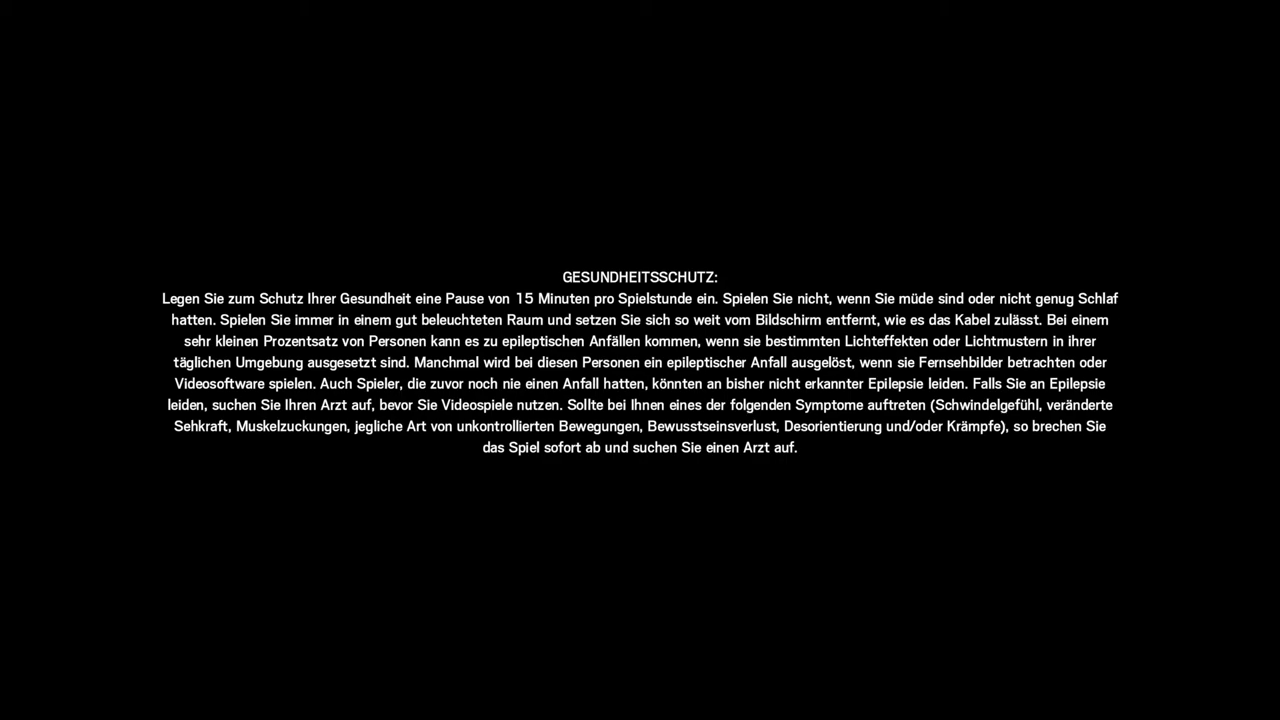 GESUNDHEITSSCHUTZ:
Legen Sie zum Schutz Ihrer Gesundheit eine Pause von 15 Minuten pro Spielstunde ein. Spielen Sie nicht, wenn Sie müde sind oder nicht genug Schlaf
hatten. Spielen Sie immer in einem gut beleuchteten Raum und setzen Sie sich so weit vom Bildschirm entfernt, wie es das Kabel zulässt. Bei einem
sehr kleinen Prozentsatz von Personen kann es zu epileptischen Anfällen kommen, wenn sie bestimmten Lichteffekten oder Lichtmustern in ihrer
täglichen Umgebung ausgesetzt sind. Manchmal wird bei diesen Personen ein epileptischer Anfall ausgelöst, wenn sie Fernsehbilder betrachten oder
Videosoftware spielen. Auch Spieler, die zuvor noch nie einen Anfall hatten, könnten an bisher nicht erkannter Epilepsie leiden. Falls Sie an Epilepsie
leiden, suchen Sie Ihren Arzt auf, bevor Sie Videospiele nutzen. Sollte bei Ihnen eines der folgenden Symptome auftreten (Schwindelgefühl, veränderte
Sehkraft, Muskelzuckungen, jegliche Art von unkontrollierten Bewegungen, Bewusstseinsverlust, Desorientierung und/oder Krämpfe), so brechen Sie
das Spiel sofort ab und suchen Sie einen Arzt auf.